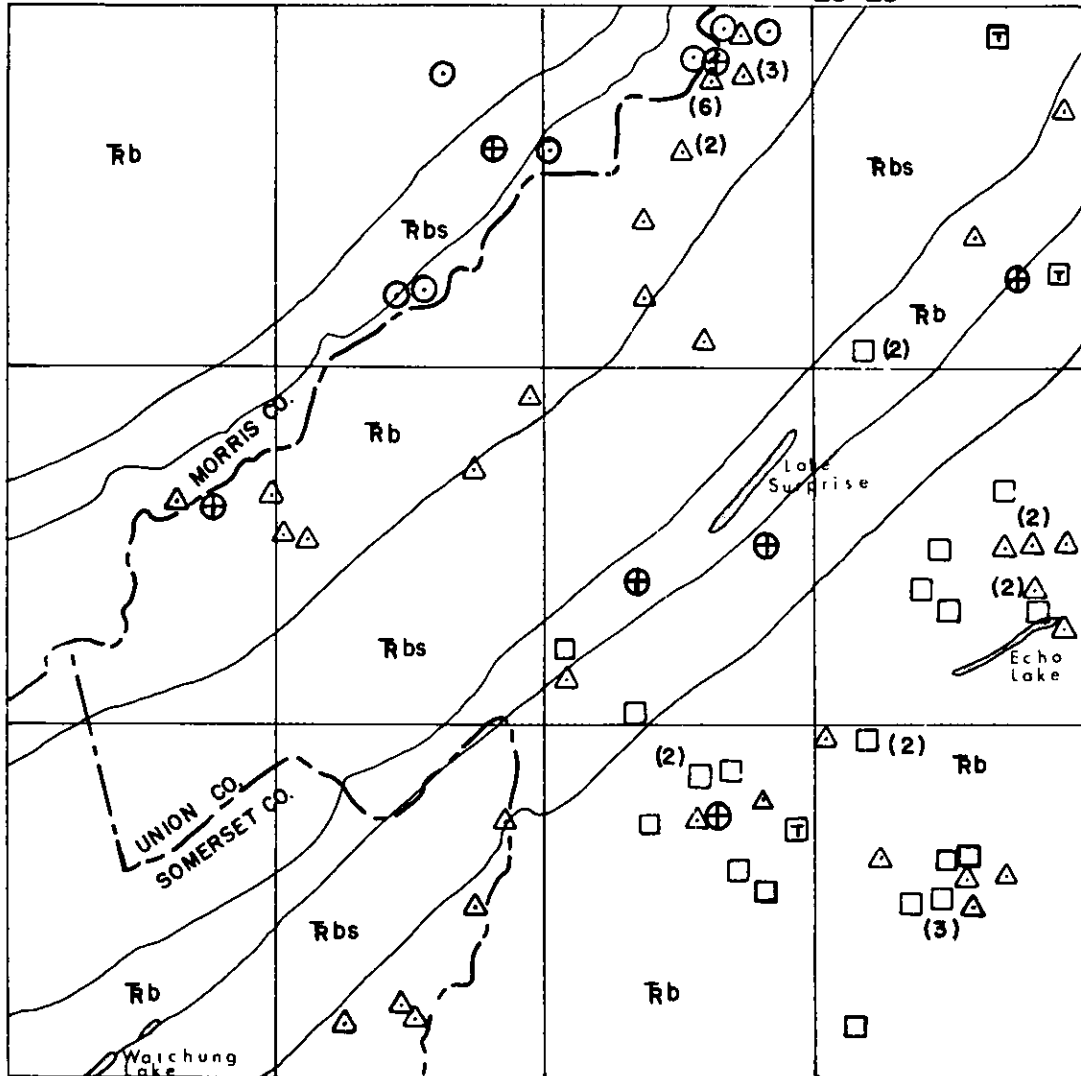 (3)
(6)
(2)
T
Rb
Rbs
Rbs
T
Rb
(2)
MORRIS CO.
Rb
Lake
Surprise
(2)
(2)
Rbs
Echo
Lake
(2)
(2)
Rb
UNION CO.
SOMERSET CO.
T
Rbs
(3)
Rb
Rb
Watchung
Lake